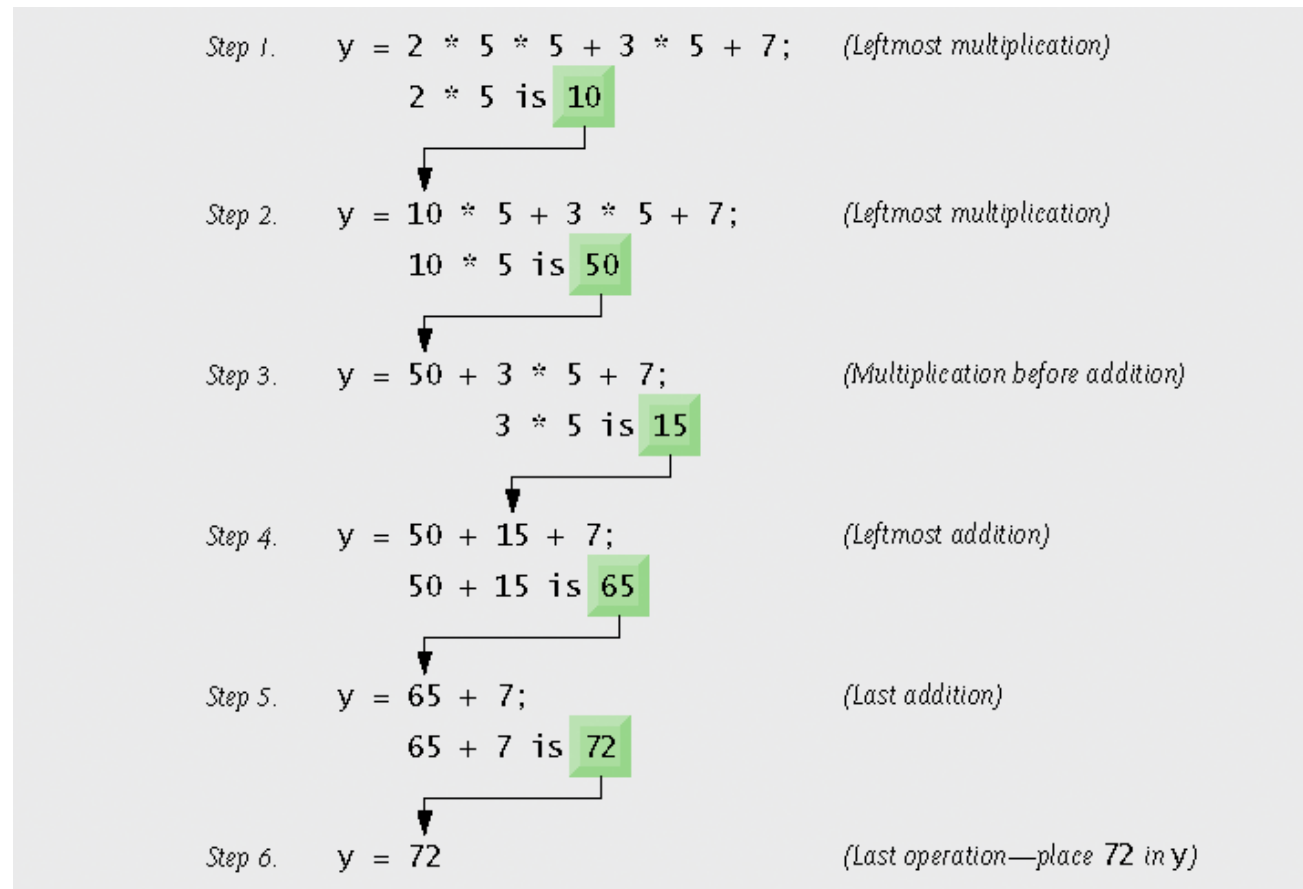 Step 1. y = 2 * 5 * 5 + 3 * 5 + 7; (Leftmost multiplication)
2 * 5 is 10
Step 2. y = 10 * 5 + 3 * 5 + 7; (Leftmost multiplication)
10 * 5 is 50
Step 3. y = 50 + 3 * 5 + 7; (Multiplication before addition)
3 * 5 is 15
Step 4. y = 50 + 15 + 7; (Leftmost addition)
50 + 15 is 65
Step 5. y = 65 + 7; (Last addition)
65 + 7 is 72
Step 6. y = 72 (Last operation—place 72 in y)